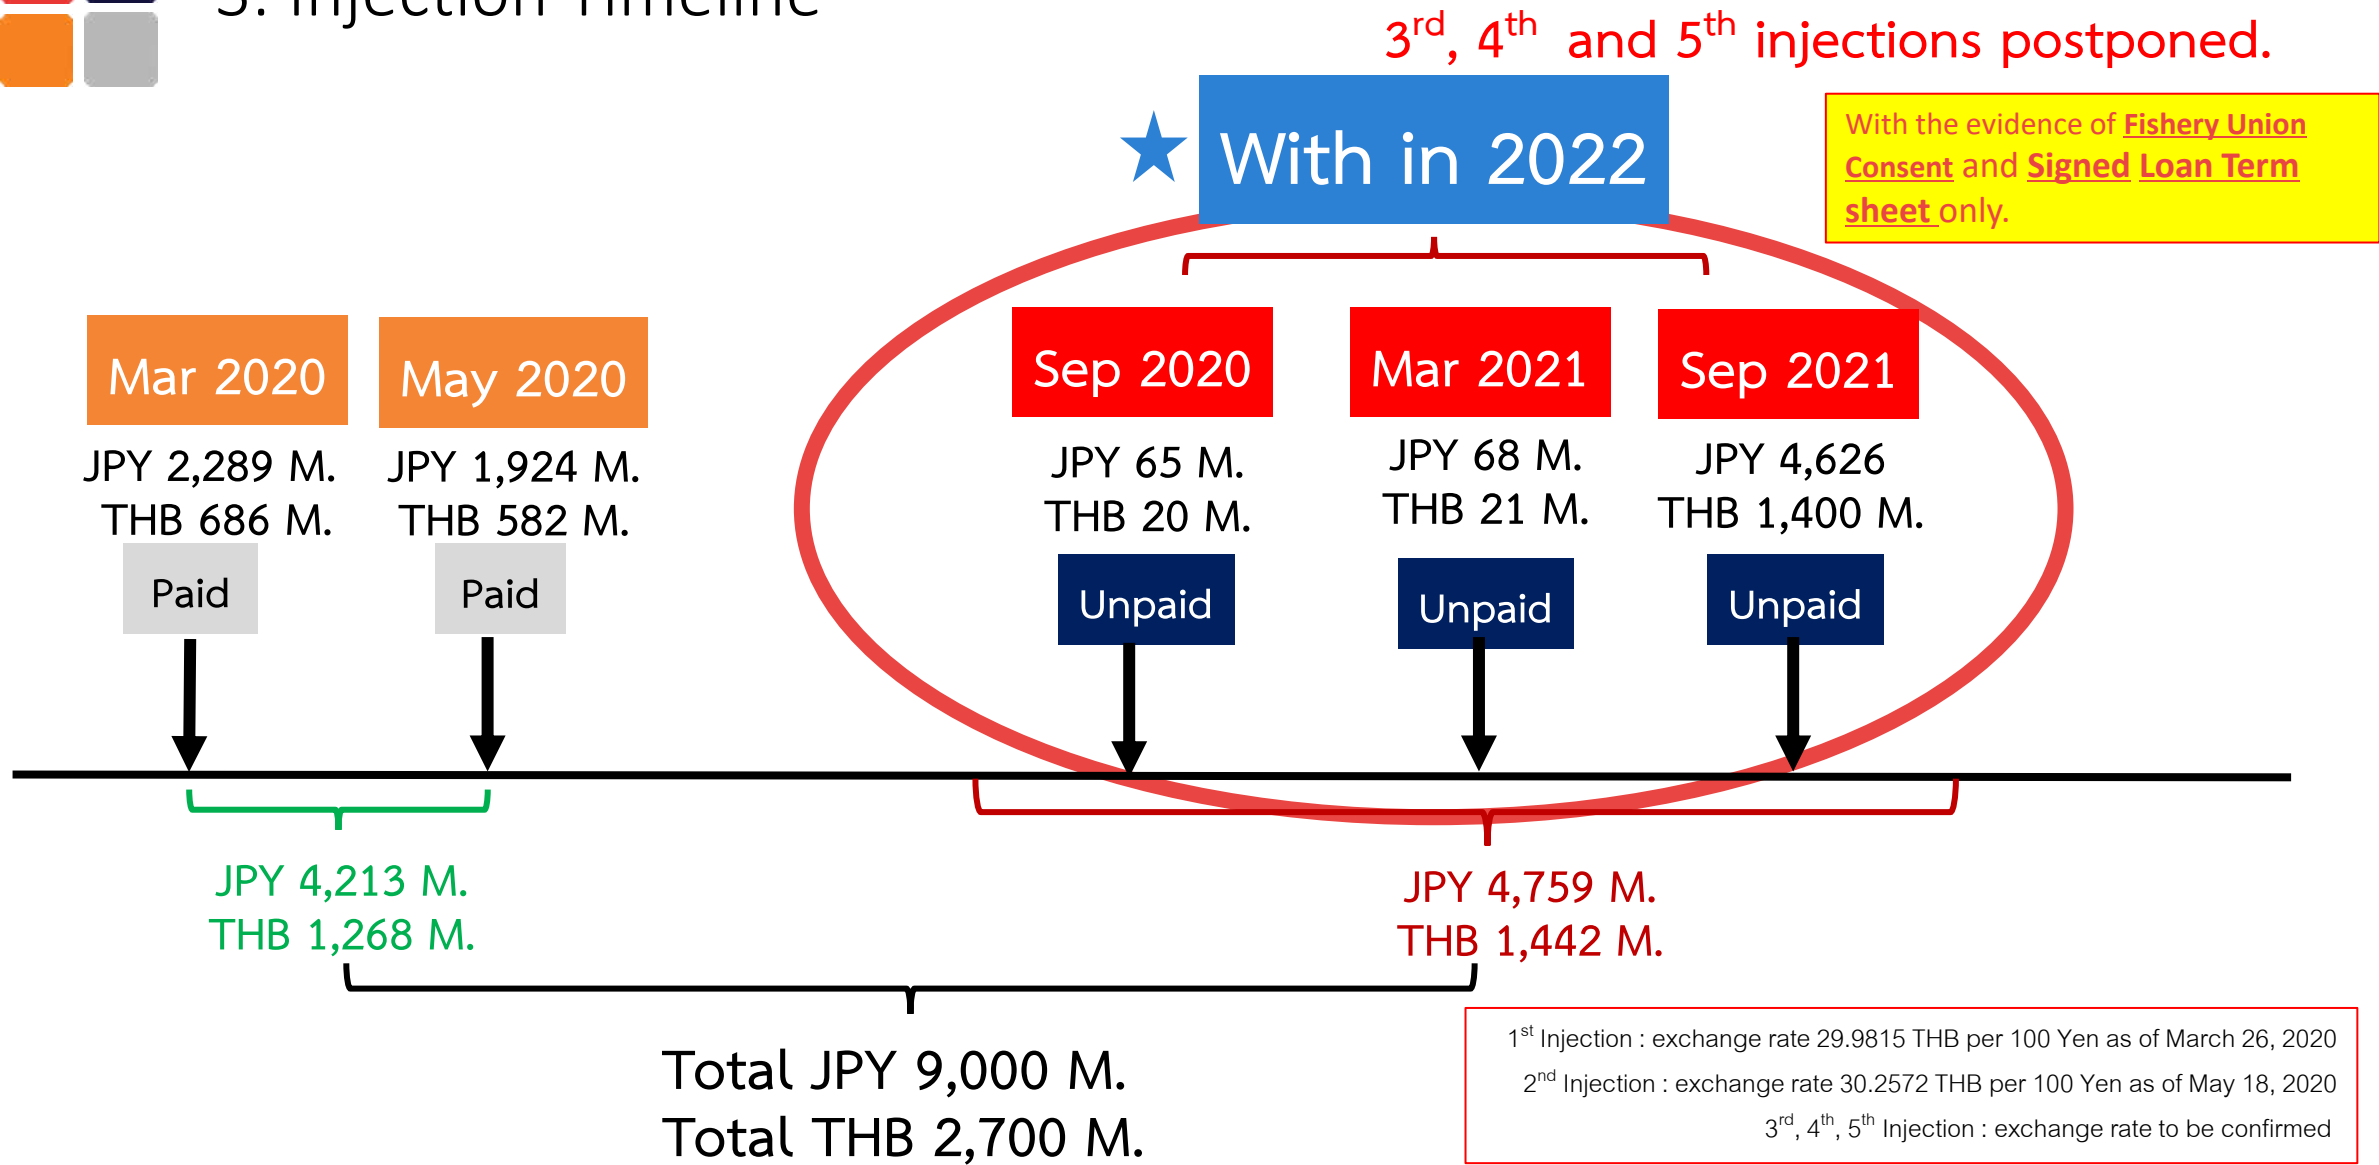 3. Injection Timeline
3rd, 4th and 5th injections postponed.
With in 2022
With the evidence of Fishery Union
Consent and Signed Loan Term
sheet only.
Mar 2020
JPY 2,289 M.
THB 686 M.
Paid
May 2020
JPY 1,924 M.
THB 582 M.
Paid
Sep 2020
JPY 65 M.
THB 20 M.
Unpaid
Mar 2021
JPY 68 M.
THB 21 M.
Unpaid
Sep 2021
JPY 4,626
THB 1,400 M.
Unpaid
JPY 4,213 M.
THB 1,268 M.
JPY 4,759 M.
THB 1,442 M.
Total JPY 9,000 M.
Total THB 2,700 M.
1st Injection : exchange rate 29.9815 THB per 100 Yen as of March 26, 2020
2nd Injection : exchange rate 30.2572 THB per 100 Yen as of May 18, 2020
3rd, 4th, 5th Injection : exchange rate to be confirmed